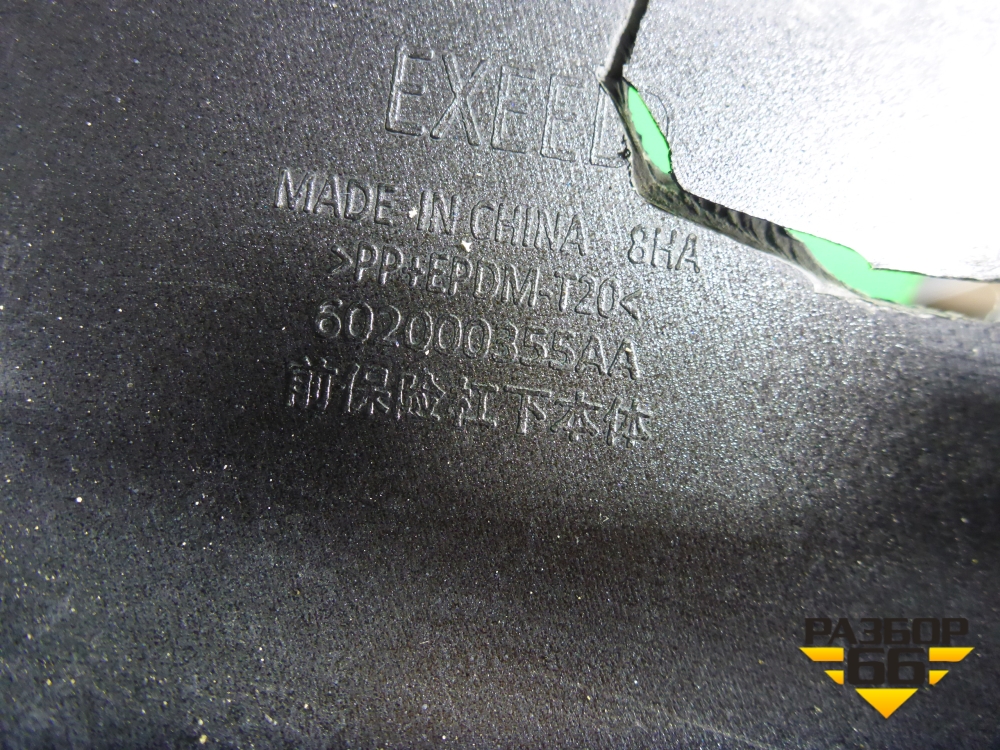 EXEED
MADE IN CHINA 8HA
>PP+EPDM-T20<
602000355AA
前保险杠下本体
РАЗБОР
66